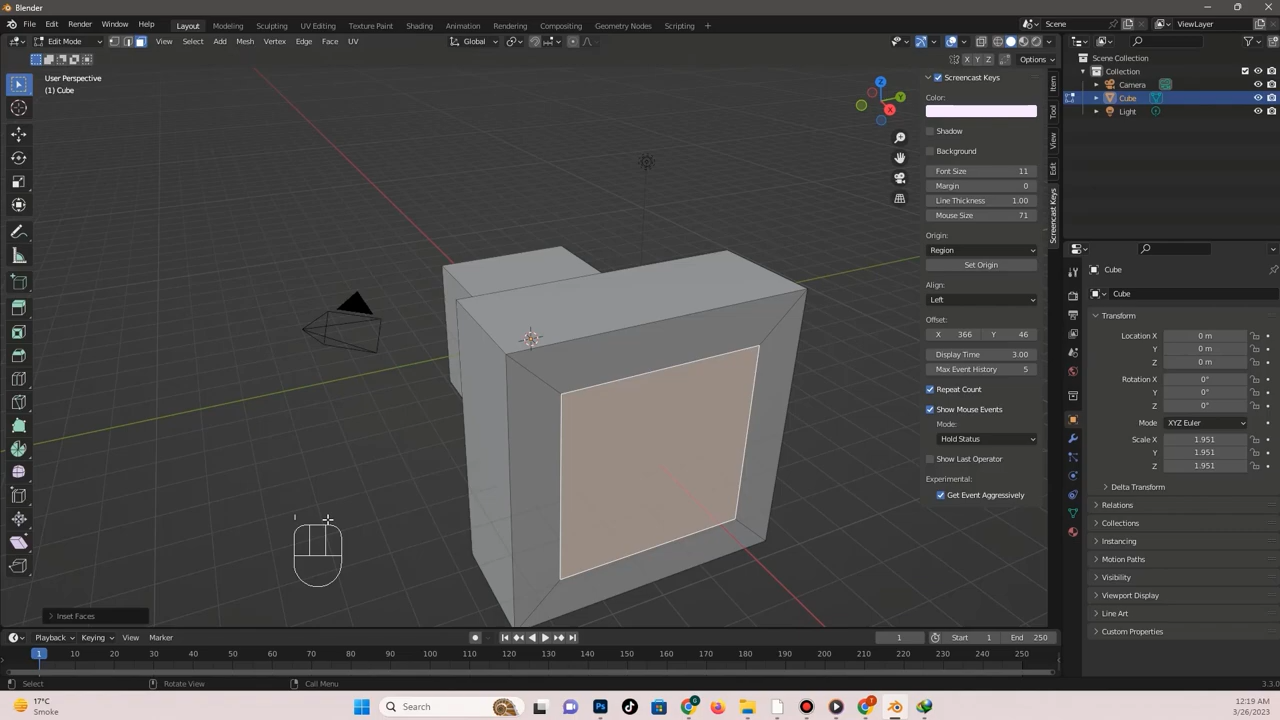 Blender
File Edit Render Window Help Layout Modeling Sculpting UV Editing Texture Paint Shading Animation Rendering Compositing Geometry Nodes Scripting + Scene ViewLayer
Edit Mode View Select Add Mesh Vertex Edge Face UV Global
X Y Z Options
User Perspective
(1) Cube
Z
Y
X
Screencast Keys
Color:
Shadow
Background
Font Size 11
Margin 0
Line Thickness 1.00
Mouse Size 71
Origin:
Region
Set Origin
Align:
Left
Offset:
X 366 Y 46
Display Time 3.00
Max Event History 5
Repeat Count
Show Mouse Events
Mode:
Hold Status
Show Last Operator
Experimental:
Get Event Aggressively
Item
Tool
View
Edit
Screencast Keys
Scene Collection
Collection
Camera
Cube
Light
Cube
Cube
Transform
Location X 0 m
Y 0 m
Z 0 m
Rotation X 0°
Y 0°
Z 0°
Mode XYZ Euler
Scale X 1.951
Y 1.951
Z 1.951
Delta Transform
Relations
Collections
Instancing
Motion Paths
Visibility
Viewport Display
Line Art
Custom Properties
I
Inset Faces
Playback Keying View Marker 1 Start 1 End 250
1 10 20 30 40 50 60 70 80 90 100 110 120 130 140 150 160 170 180 190 200 210 220 230 240 250
Select Rotate View Call Menu 3.3.0
17°C
Smoke
Search
12:19 AM
3/26/2023